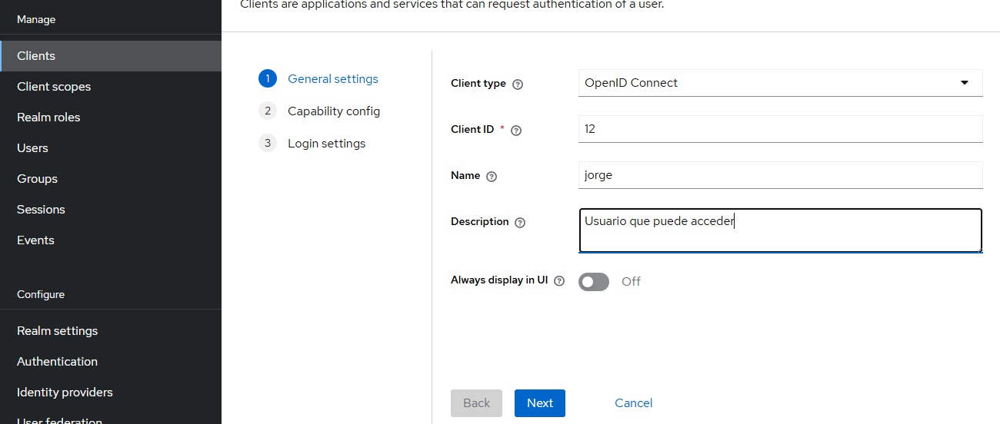 Clients are applications and services that can request authentication of a user.
Manage
Clients
Client scopes
Realm roles
Users
Groups
Sessions
Events
Configure
Realm settings
Authentication
Identity providers
User federation
1 General settings
2 Capability config
3 Login settings
Client type ? OpenID Connect
Client ID * ? 12
Name ? jorge
Description ? Usuario que puede acceder
Always display in UI ? Off
Back Next Cancel